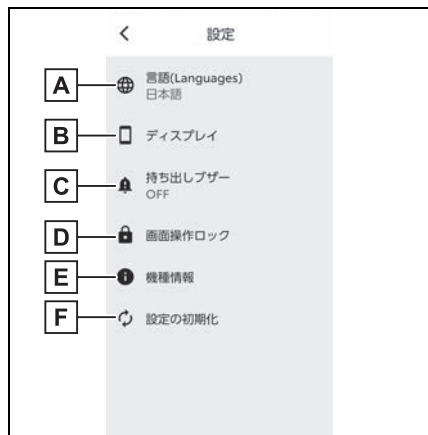 設定
A
言語(Languages)
日本語
B
ディスプレイ
C
持ち出しブザー
OFF
D
画面操作ロック
E
機種情報
F
設定の初期化